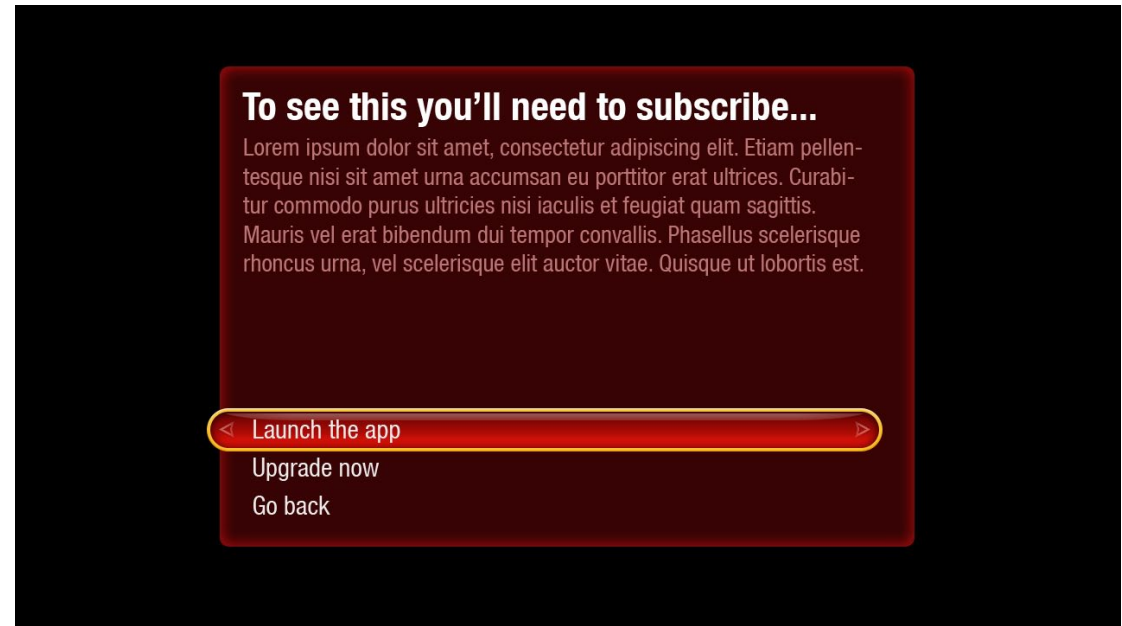 To see this you’ll need to subscribe...
Lorem ipsum dolor sit amet, consectetur adipiscing elit. Etiam pellen-
tesque nisi sit amet urna accumsan eu porttitor erat ultrices. Curabi-
tur commodo purus ultricies nisi iaculis et feugiat quam sagittis.
Mauris vel erat bibendum dui tempor convallis. Phasellus scelerisque
rhoncus urna, vel scelerisque elit auctor vitae. Quisque ut lobortis est.
Launch the app
Upgrade now
Go back